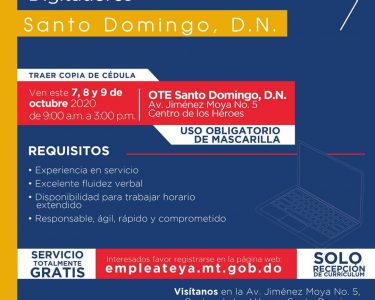 Digitadores
Santo Domingo, D.N.
TRAER COPIA DE CÉDULA
Ven este 7, 8 y 9 de
octubre 2020
de 9:00 a.m. a 3:00 p.m.
OTE Santo Domingo, D.N.
Av. Jiménez Moya No. 5
Centro de los Héroes
USO OBLIGATORIO
DE MASCARILLA
REQUISITOS
• Experiencia en servicio
• Excelente fluidez verbal
• Disponibilidad para trabajar horario
extendido
• Responsable, ágil, rápido y comprometido
SERVICIO
TOTALMENTE
GRATIS
Interesados favor registrarse en la página web:
empleateya.mt.gob.do
SOLO
RECEPCIÓN
DE CURRÍCULUM
Visítanos en la Av. Jiménez Moya No. 5,